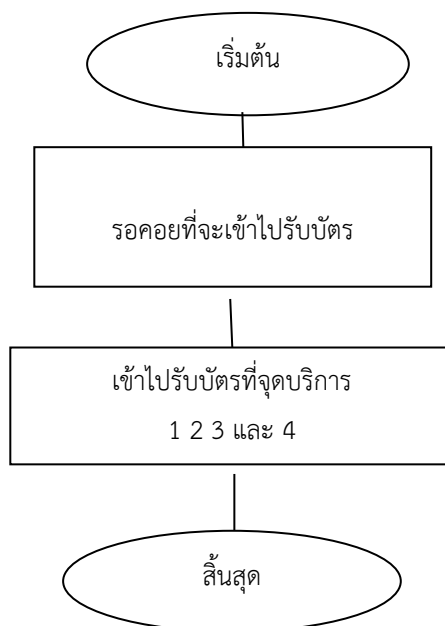 เริ่มต้น
รอคอยที่จะเข้าไปรับบัตร
เข้าไปรับบัตรที่จุดบริการ
1 2 3 และ 4
สิ้นสุด